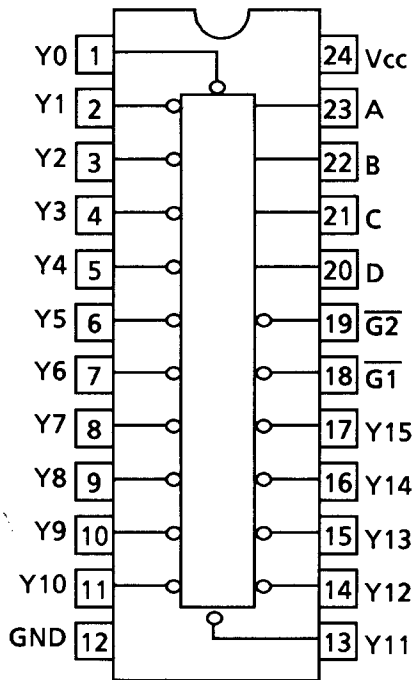 Y0 1
Y1 2
Y2 3
Y3 4
Y4 5
Y5 6
Y6 7
Y7 8
Y8 9
Y9 10
Y10 11
GND 12
24 Vcc
23 A
22 B
21 C
20 D
19 G̅2̅
18 G̅1̅
17 Y15
16 Y14
15 Y13
14 Y12
13 Y11